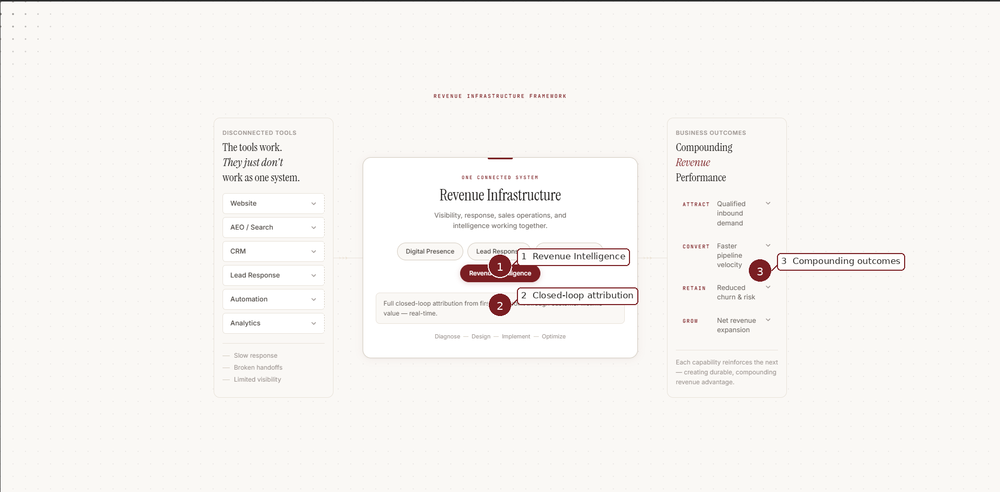 REVENUE INFRASTRUCTURE FRAMEWORK
DISCONNECTED TOOLS
The tools work.
They just don't
work as one system.
Website
AEO / Search
CRM
Lead Response
Automation
Analytics
— Slow response
— Broken handoffs
— Limited visibility
ONE CONNECTED SYSTEM
Revenue Infrastructure
Visibility, response, sales operations, and
intelligence working together.
Digital Presence
Lead Respons
1 Revenue Intelligence
1
Revenu ligence
2 Closed-loop attribution
2
Full closed-loop attribution from firs through customer lifetime
value — real-time.
Diagnose — Design — Implement — Optimize
BUSINESS OUTCOMES
Compounding
Revenue
Performance
ATTRACT Qualified
inbound
demand
CONVERT Faster
pipeline
velocity
3
3 Compounding outcomes
RETAIN Reduced
churn & risk
GROW Net revenue
expansion
Each capability reinforces the next
— creating durable, compounding
revenue advantage.